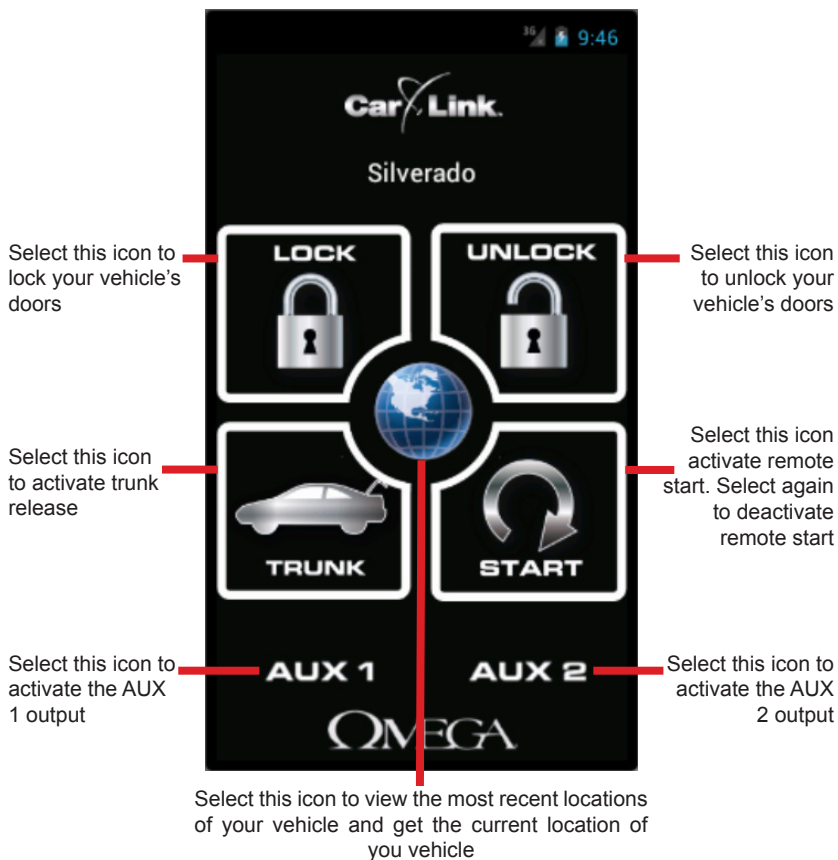 3G 9:46
Car Link.
Silverado
LOCK
UNLOCK
Select this icon to
lock your vehicle's
doors
Select this icon
to unlock your
vehicle's doors
Select this icon
to activate trunk
release
Select this icon
activate remote
start. Select again
to deactivate
remote start
TRUNK
START
Select this icon to
activate the AUX
1 output
AUX 1
AUX 2
Select this icon to
activate the AUX
2 output
OMEGA
Select this icon to view the most recent locations
of your vehicle and get the current location of
you vehicle